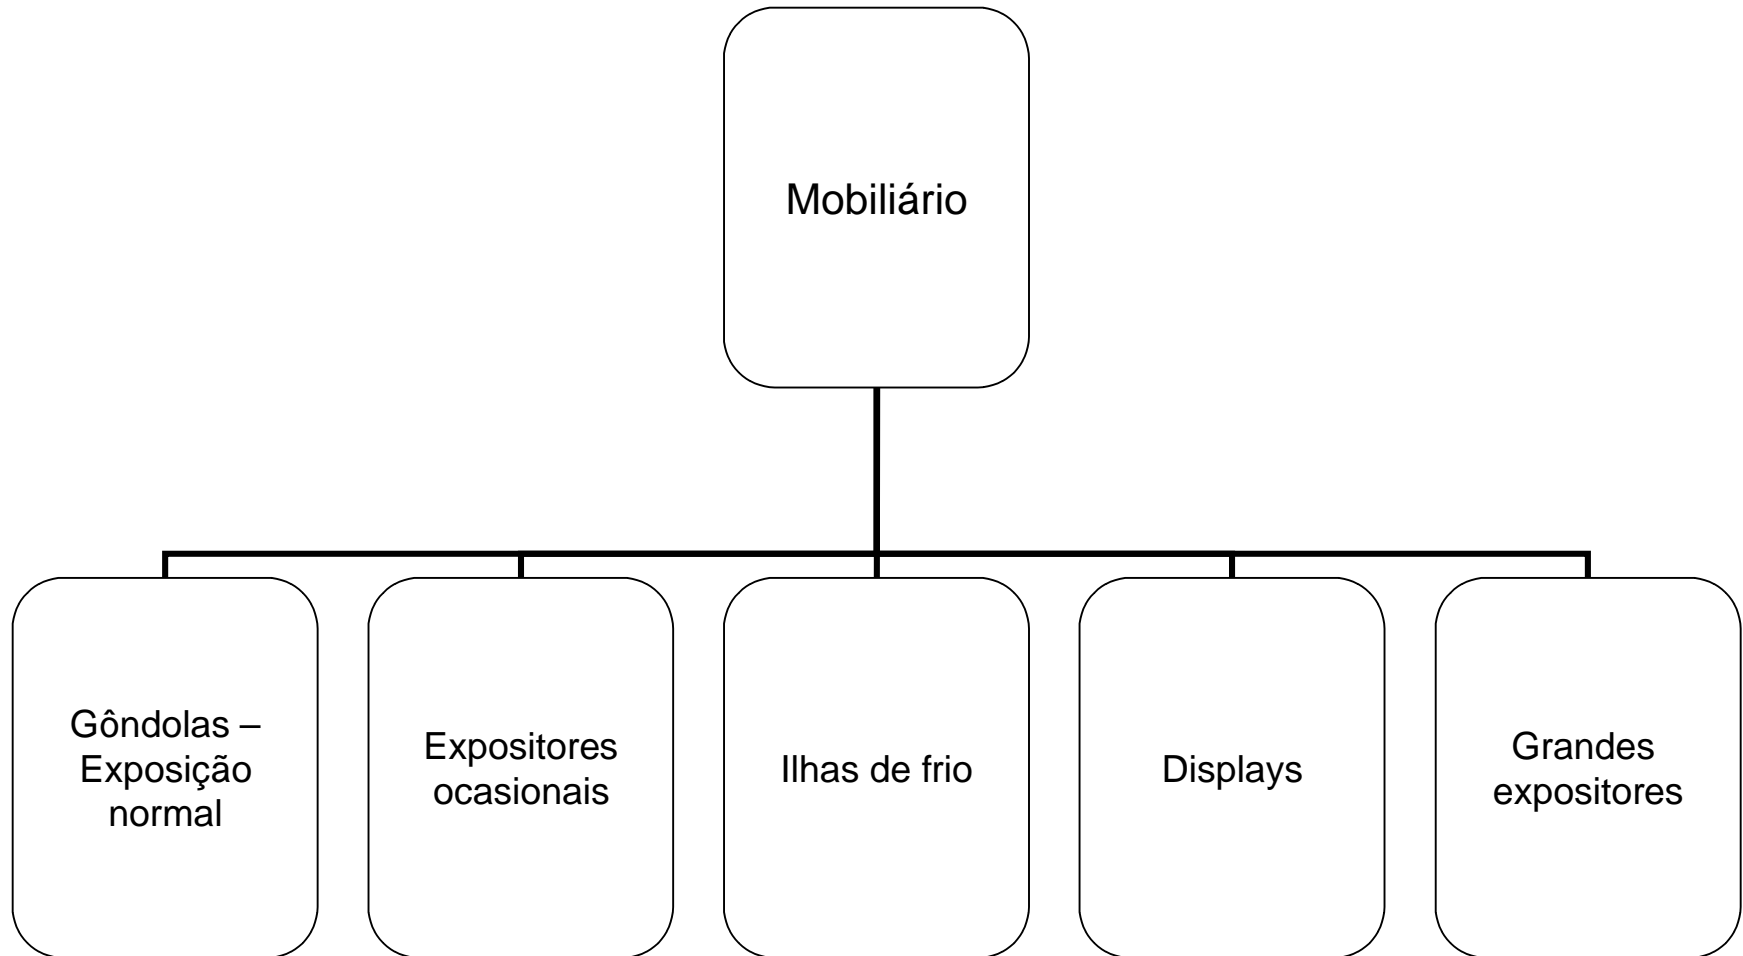 Mobiliário
Gôndolas –
Exposição
normal
Expositores
ocasionais
Ilhas de frio
Displays
Grandes
expositores